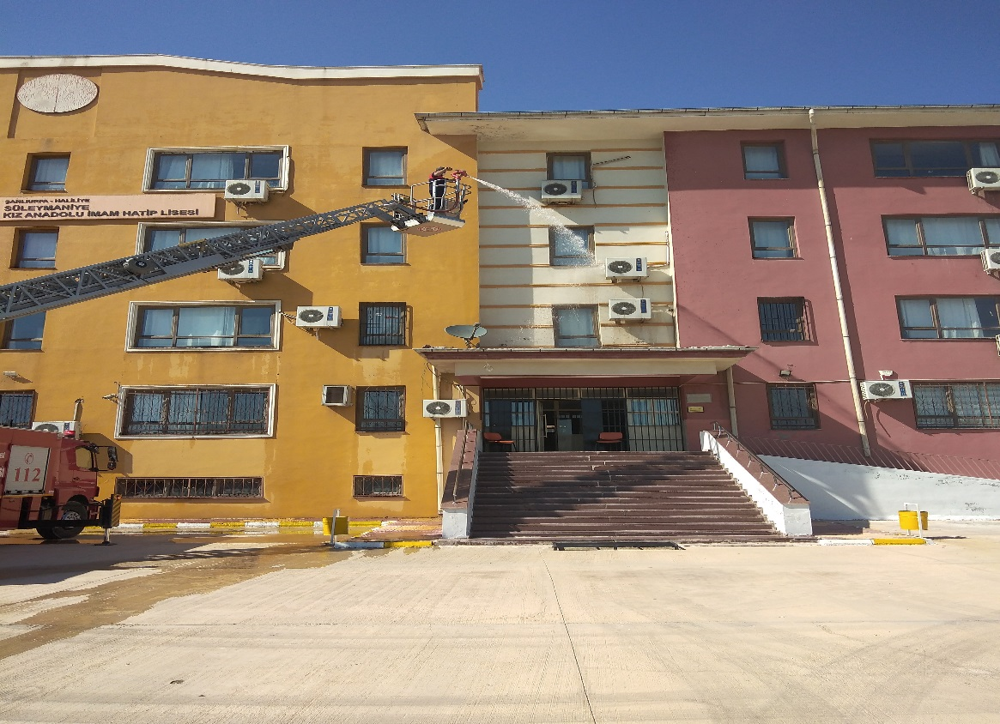 ŞANLIURFA - HALİLİYE
SÜLEYMANİYE
KIZ ANADOLU İMAM HATİP LİSESİ
112